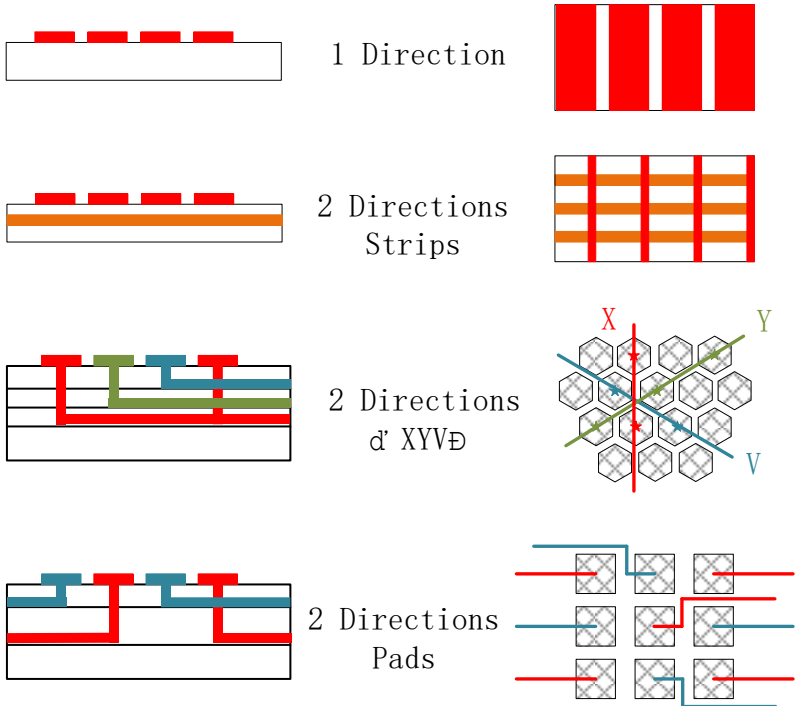 1 Direction
2 Directions
Strips
X
Y
2 Directions
ď XYVĐ
V
2 Directions
Pads